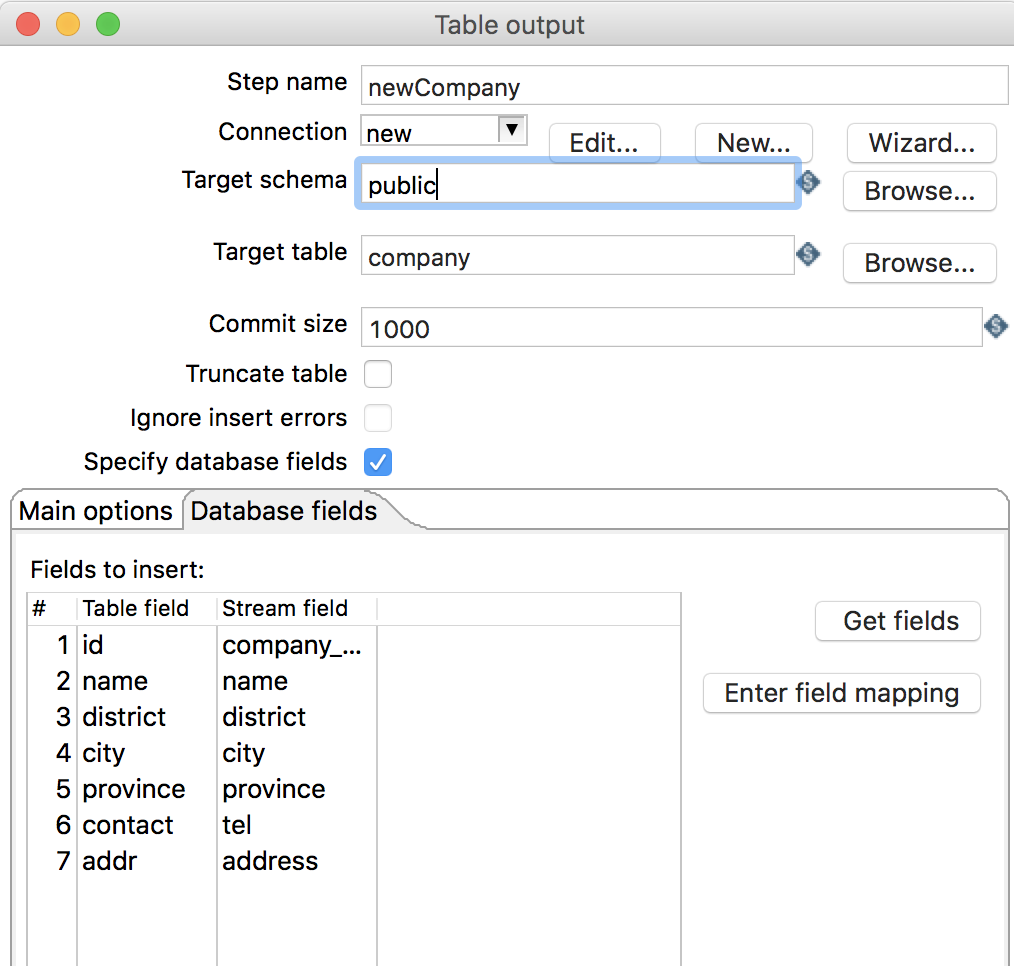 Table output
Step name newCompany
Connection new Edit... New... Wizard...
Target schema public Browse...
Target table company Browse...
Commit size 1000
Truncate table
Ignore insert errors
Specify database fields
Main options Database fields
Fields to insert:
# Table field Stream field
Get fields
1 id company_...
2 name name
Enter field mapping
3 district district
4 city city
5 province province
6 contact tel
7 addr address